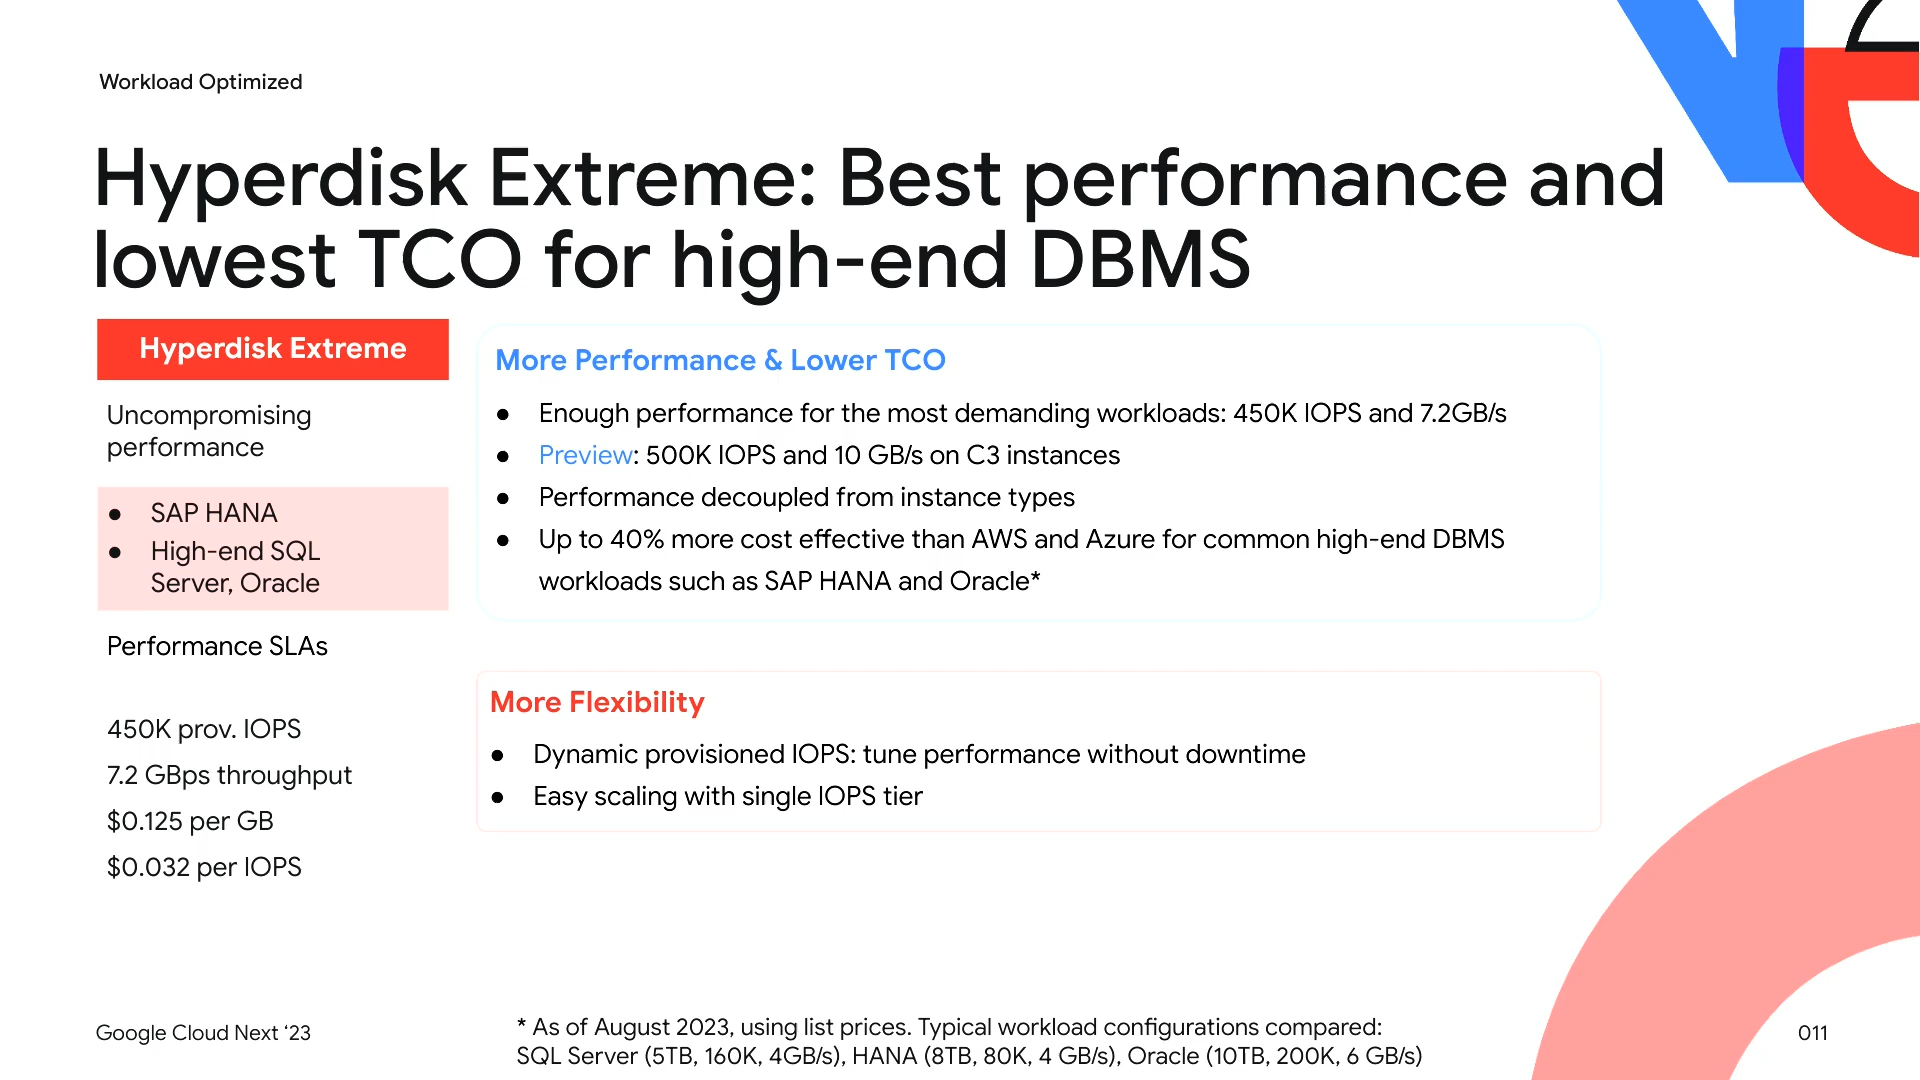 Workload Optimized
Hyperdisk Extreme: Best performance and
lowest TCO for high-end DBMS
Hyperdisk Extreme
Uncompromising
performance
● SAP HANA
● High-end SQL
Server, Oracle
Performance SLAs
450K prov. IOPS
7.2 GBps throughput
$0.125 per GB
$0.032 per IOPS
More Performance & Lower TCO
● Enough performance for the most demanding workloads: 450K IOPS and 7.2GB/s
● Preview: 500K IOPS and 10 GB/s on C3 instances
● Performance decoupled from instance types
● Up to 40% more cost effective than AWS and Azure for common high-end DBMS
workloads such as SAP HANA and Oracle*
More Flexibility
● Dynamic provisioned IOPS: tune performance without downtime
● Easy scaling with single IOPS tier
Google Cloud Next ‘23
* As of August 2023, using list prices. Typical workload configurations compared:
SQL Server (5TB, 160K, 4GB/s), HANA (8TB, 80K, 4 GB/s), Oracle (10TB, 200K, 6 GB/s)
011